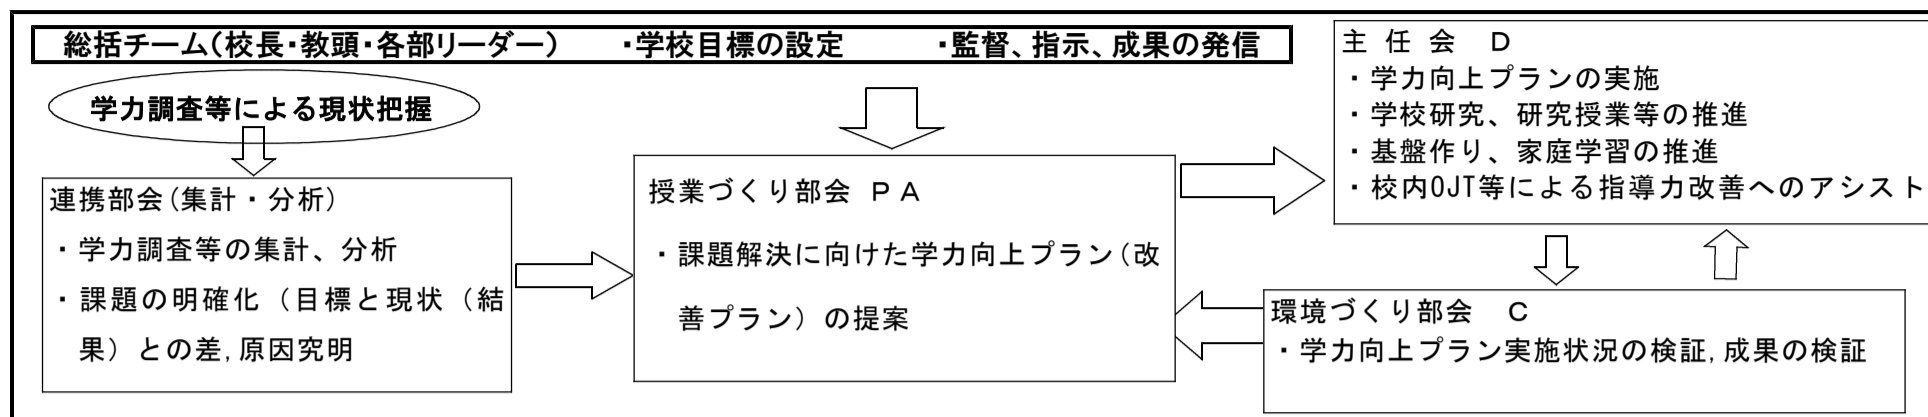 総括チーム(校長・教頭・各部リーダー)　・学校目標の設定　・監督、指示、成果の発信
学力調査等による現状把握
連携部会(集計・分析)
・学力調査等の集計、分析
・課題の明確化（目標と現状（結
果）との差,原因究明
授業づくり部会　ＰＡ
・課題解決に向けた学力向上プラン(改
善プラン）の提案
主 任 会　Ｄ
・学力向上プランの実施
・学校研究、研究授業等の推進
・基盤作り、家庭学習の推進
・校内OJT等による指導力改善へのアシスト
環境づくり部会　Ｃ
・学力向上プラン実施状況の検証,成果の検証